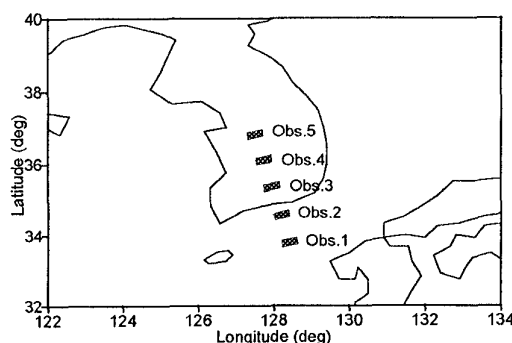 40
38
36
34
32
Latitude (deg)
Obs.5
Obs.4
Obs.3
Obs.2
Obs.1
122 124 126 128 130 132 134
Longitude (deg)